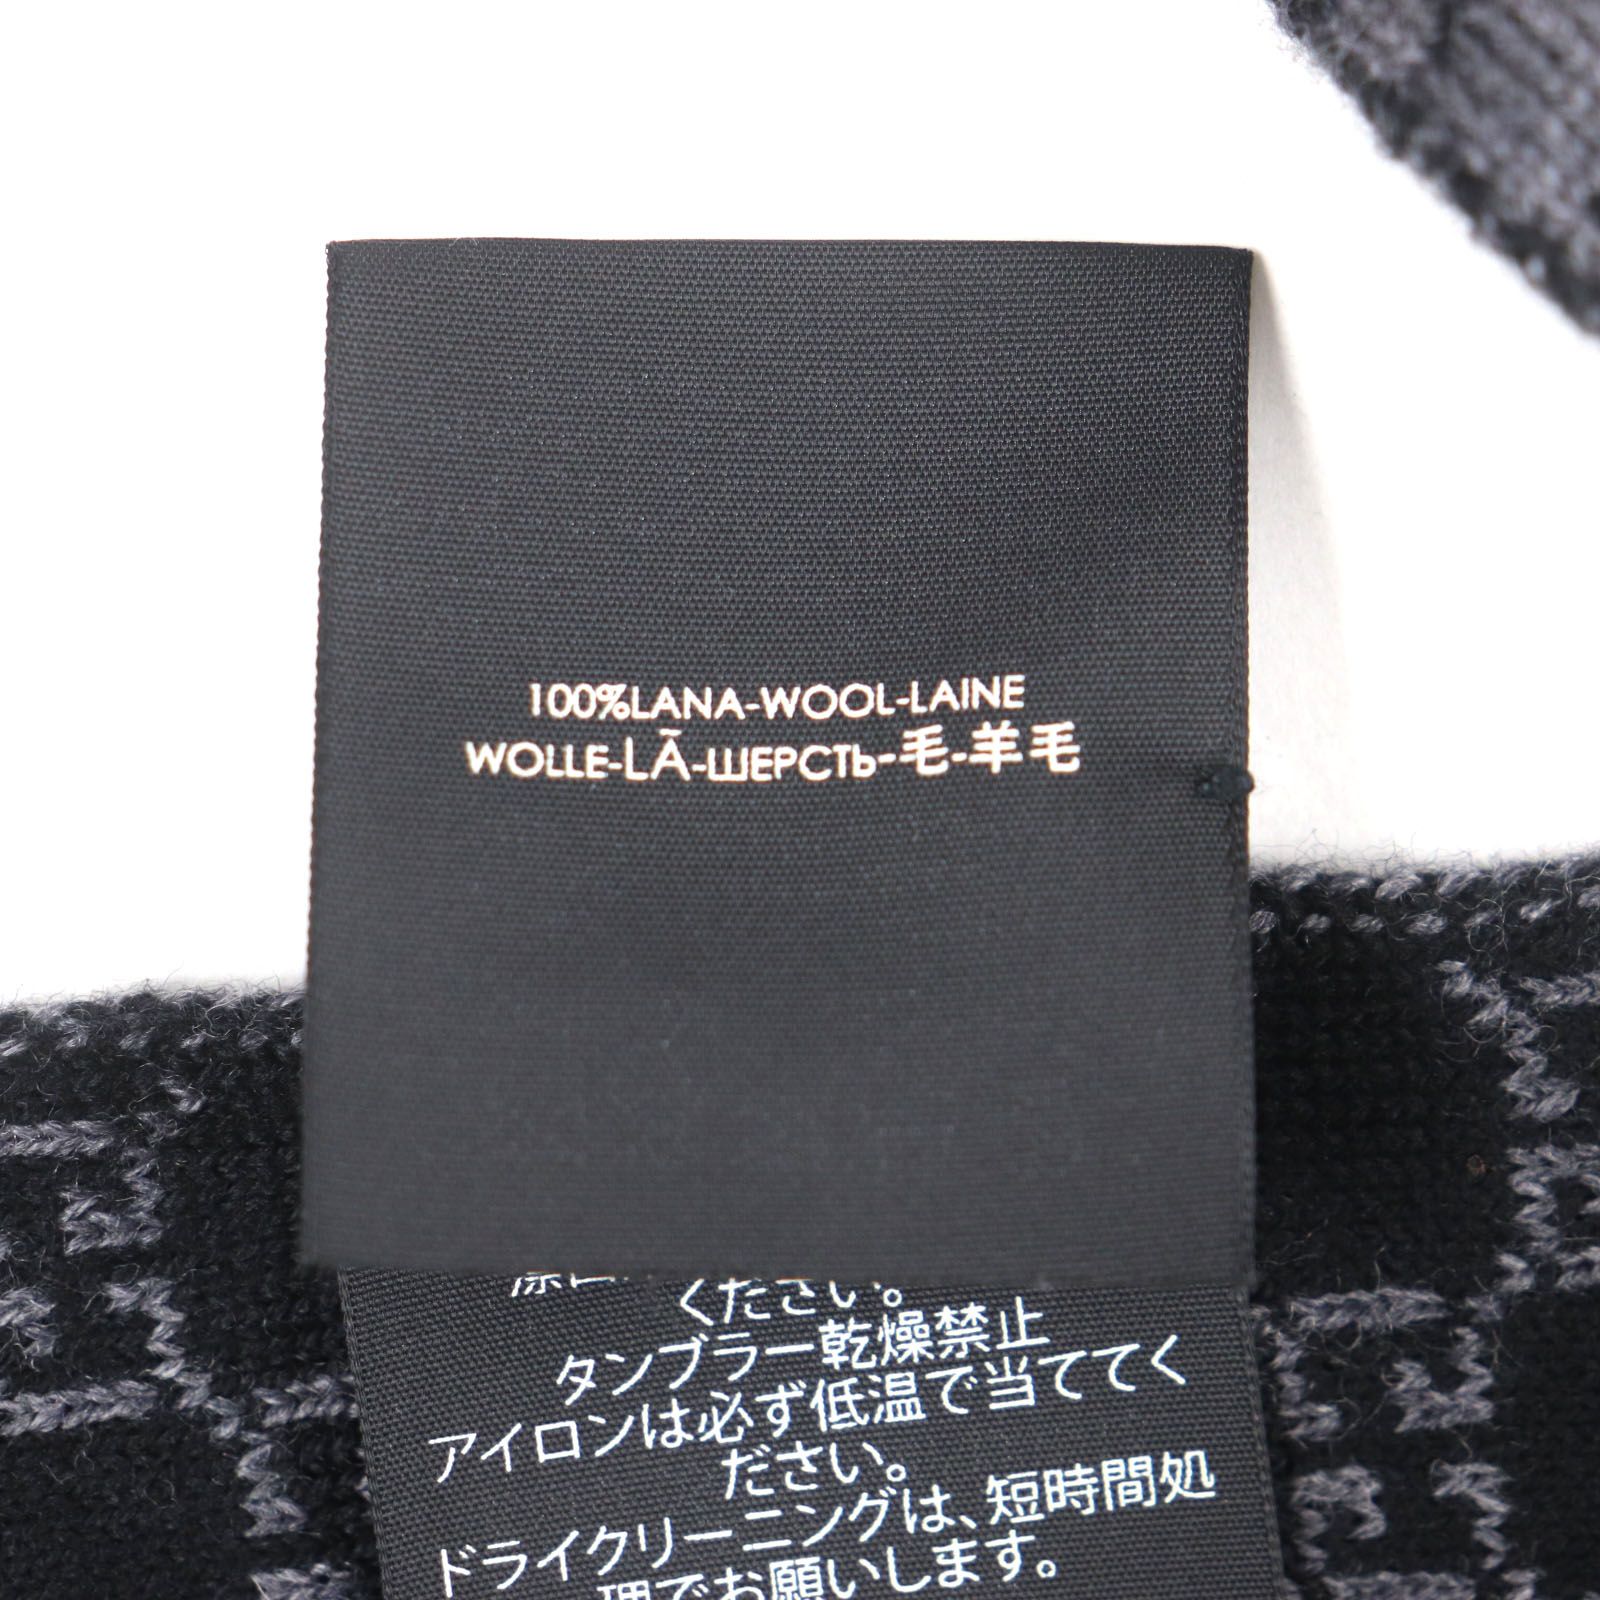 100%LANA-WOOL-LAINE
WOLLE-LÃ-ШЕРСТЬ-毛-羊毛
ください。
タンブラー乾燥禁止
アイロンは必ず低温で当ててく
ださい。
ドライクリーニングは、短時間処
理でお願いします。